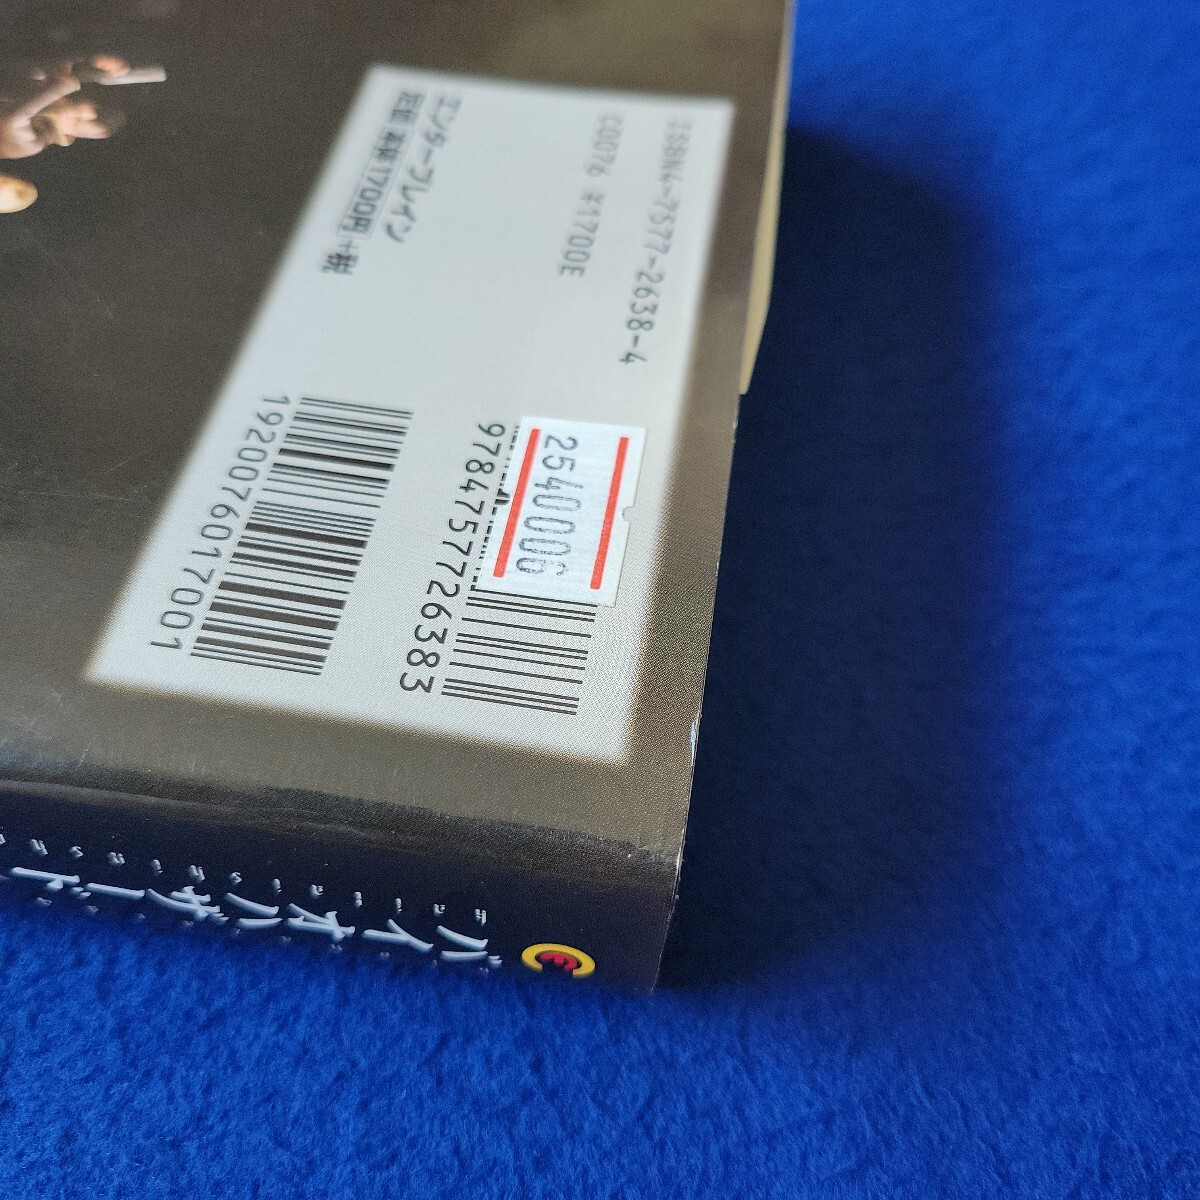 ISBN4-7577-2638-4
C0076 ¥1700E
エンターブレイン
定価 本体1700円 +税
2540006
9784757726383
1920076017001
バイオハザード